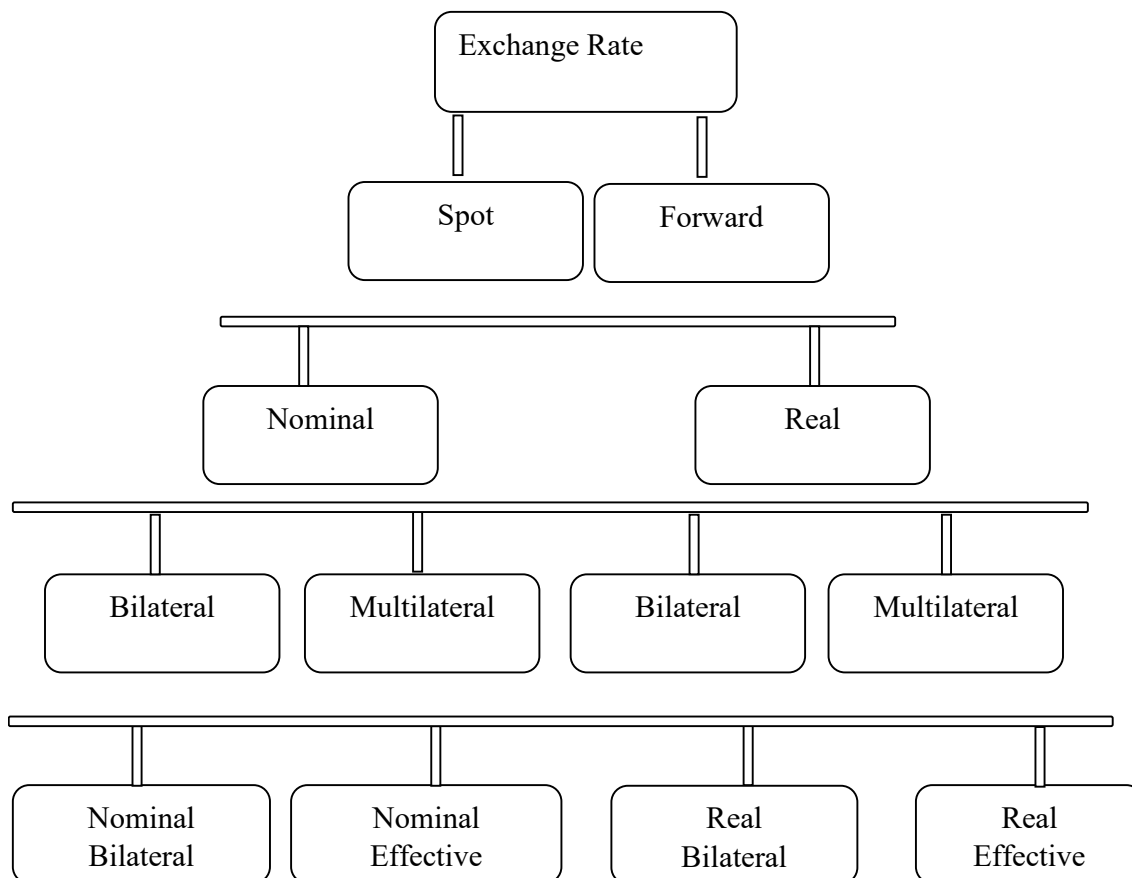 Exchange Rate
Spot
Forward
Nominal
Real
Bilateral
Multilateral
Bilateral
Multilateral
Nominal
Bilateral
Nominal
Effective
Real
Bilateral
Real
Effective